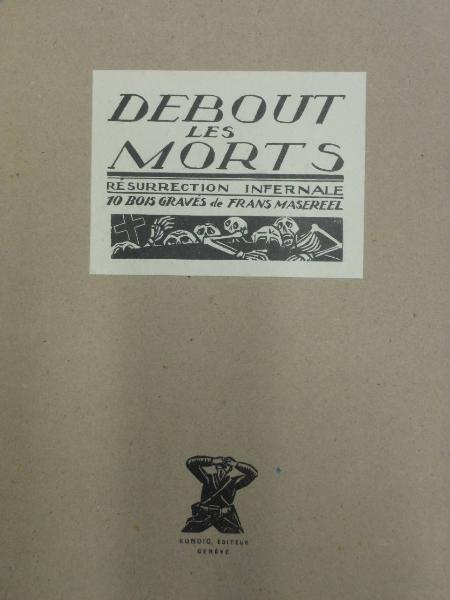 DEBOUT
LES
MORTS
RÉSURRECTION INFERNALE
10 BOIS GRAVÉS de FRANS MASEREEL
KUNDIG, EDITEUR
GENÈVE